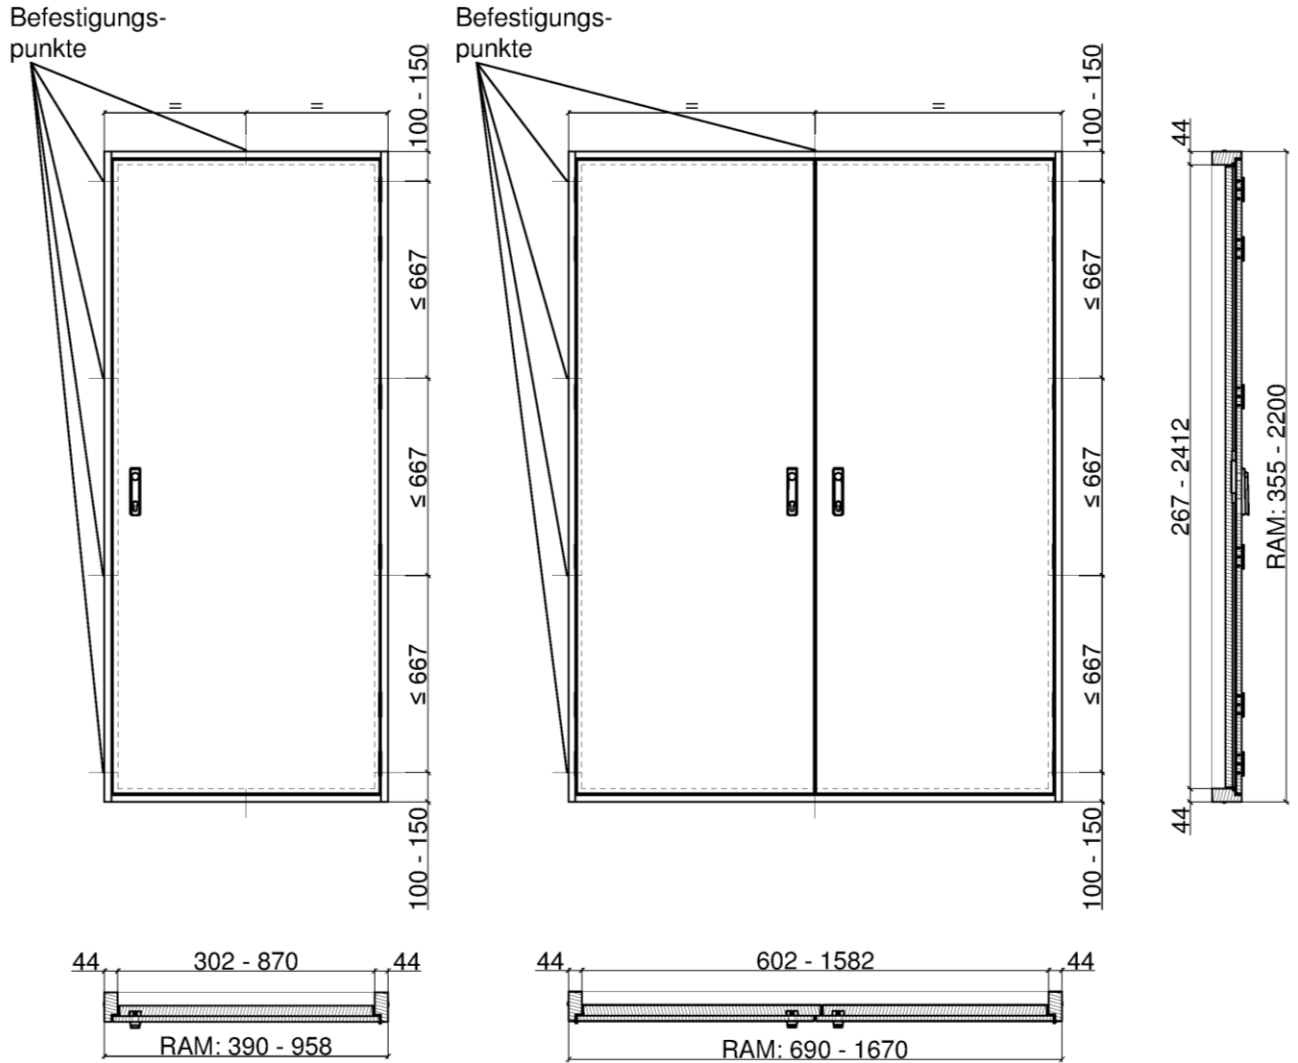 Befestigungs-
punkte
Befestigungs-
punkte
100 - 150
100 - 150
= =
= =
44
≤ 667
≤ 667
≤ 667
≤ 667
≤ 667
≤ 667
267 - 2412
RAM: 355 - 2200
44
100 - 150
100 - 150
44 302 - 870 44
RAM: 390 - 958
44 602 - 1582 44
RAM: 690 - 1670